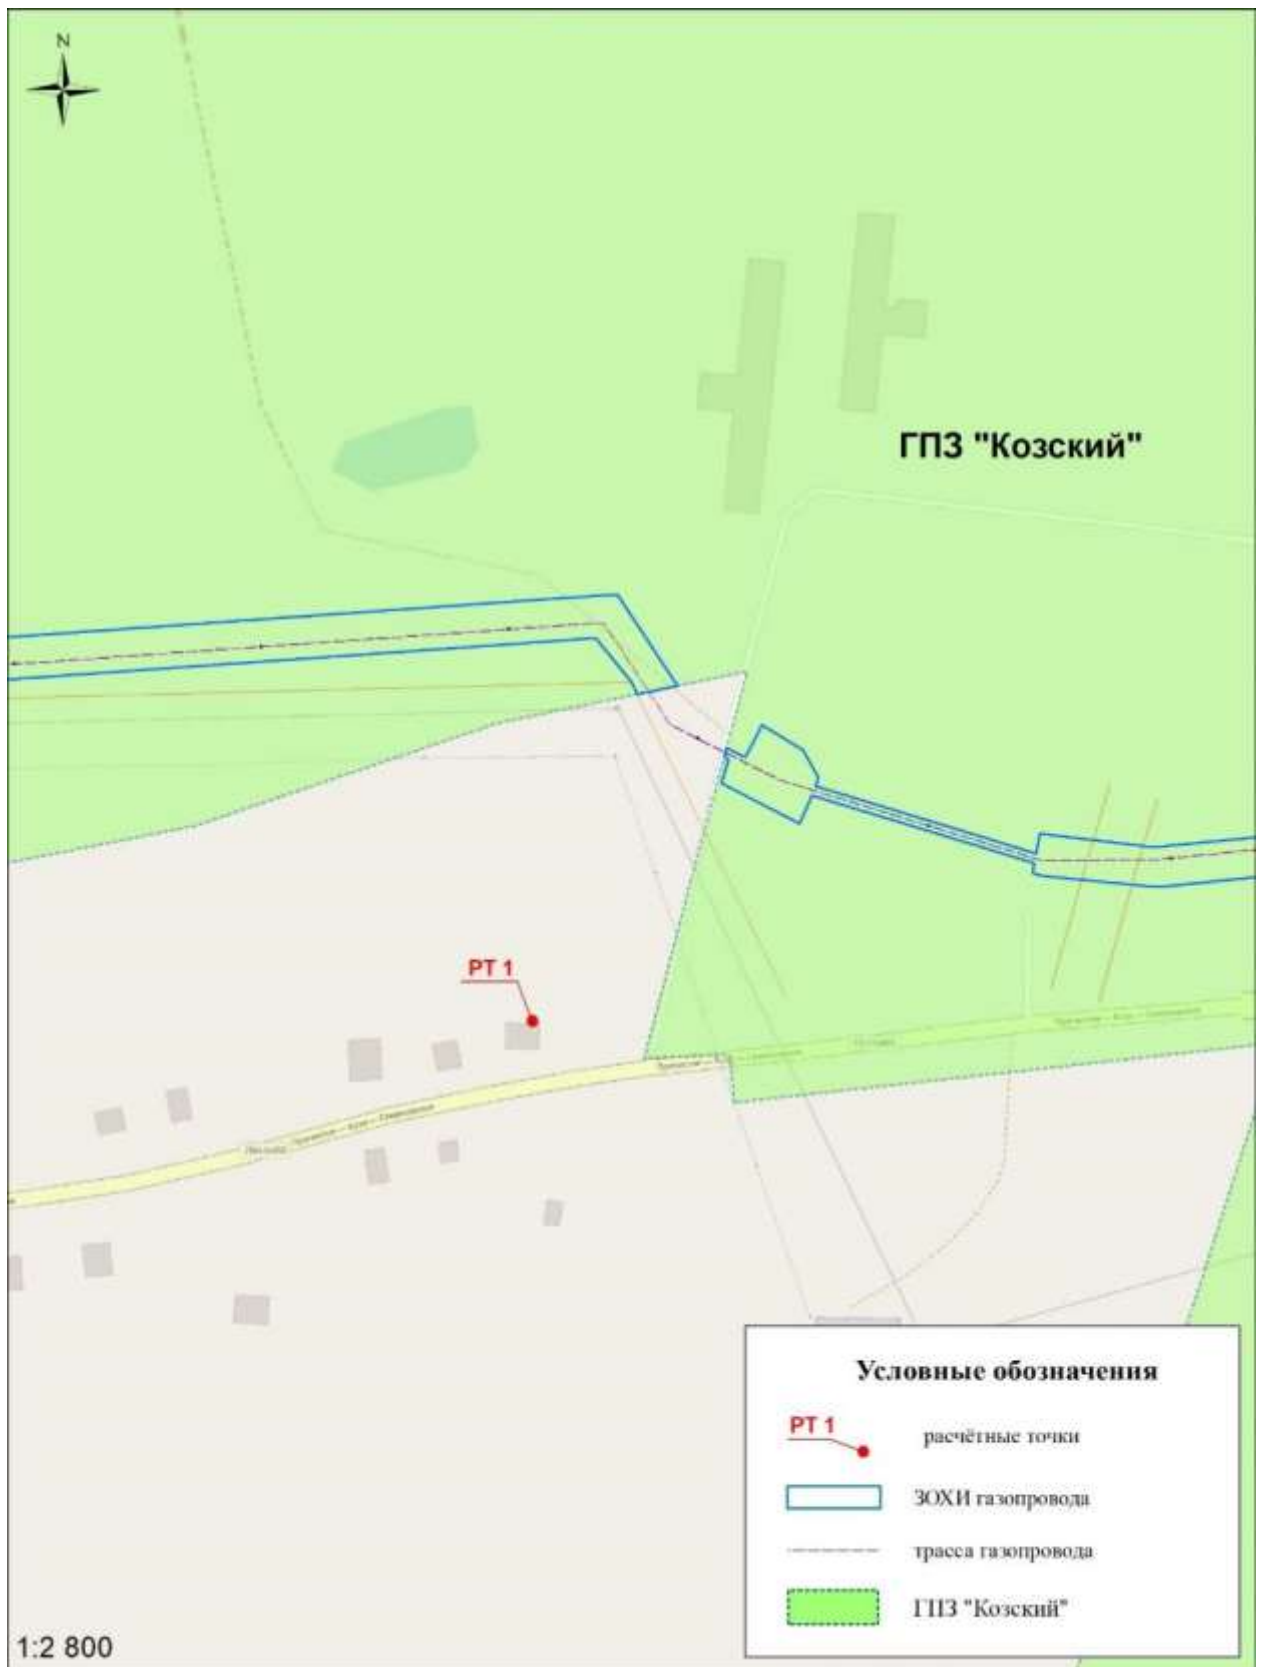 N
ГПЗ "Козский"
РТ 1
Условные обозначения
РТ 1
расчётные точки
ЗОХИ газопровода
трасса газопровода
ГПЗ "Козский"
1:2 800